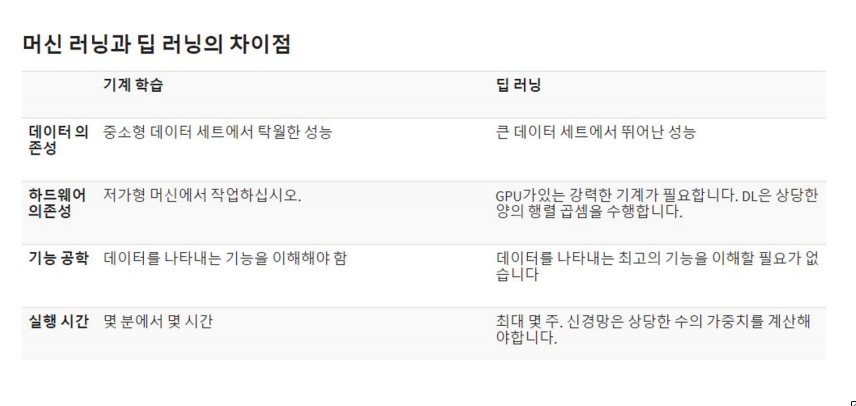 머신 러닝과 딥 러닝의 차이점
기계 학습 딥 러닝
데이터 의존성 중소형 데이터 세트에서 탁월한 성능 큰 데이터 세트에서 뛰어난 성능
하드웨어 의존성 저가형 머신에서 작업하십시오. GPU가있는 강력한 기계가 필요합니다. DL은 상당한
양의 행렬 곱셈을 수행합니다.
기능 공학 데이터를 나타내는 기능을 이해해야 함 데이터를 나타내는 최고의 기능을 이해할 필요가 없
습니다
실행 시간 몇 분에서 몇 시간 최대 몇 주. 신경망은 상당한 수의 가중치를 계산해
야합니다.